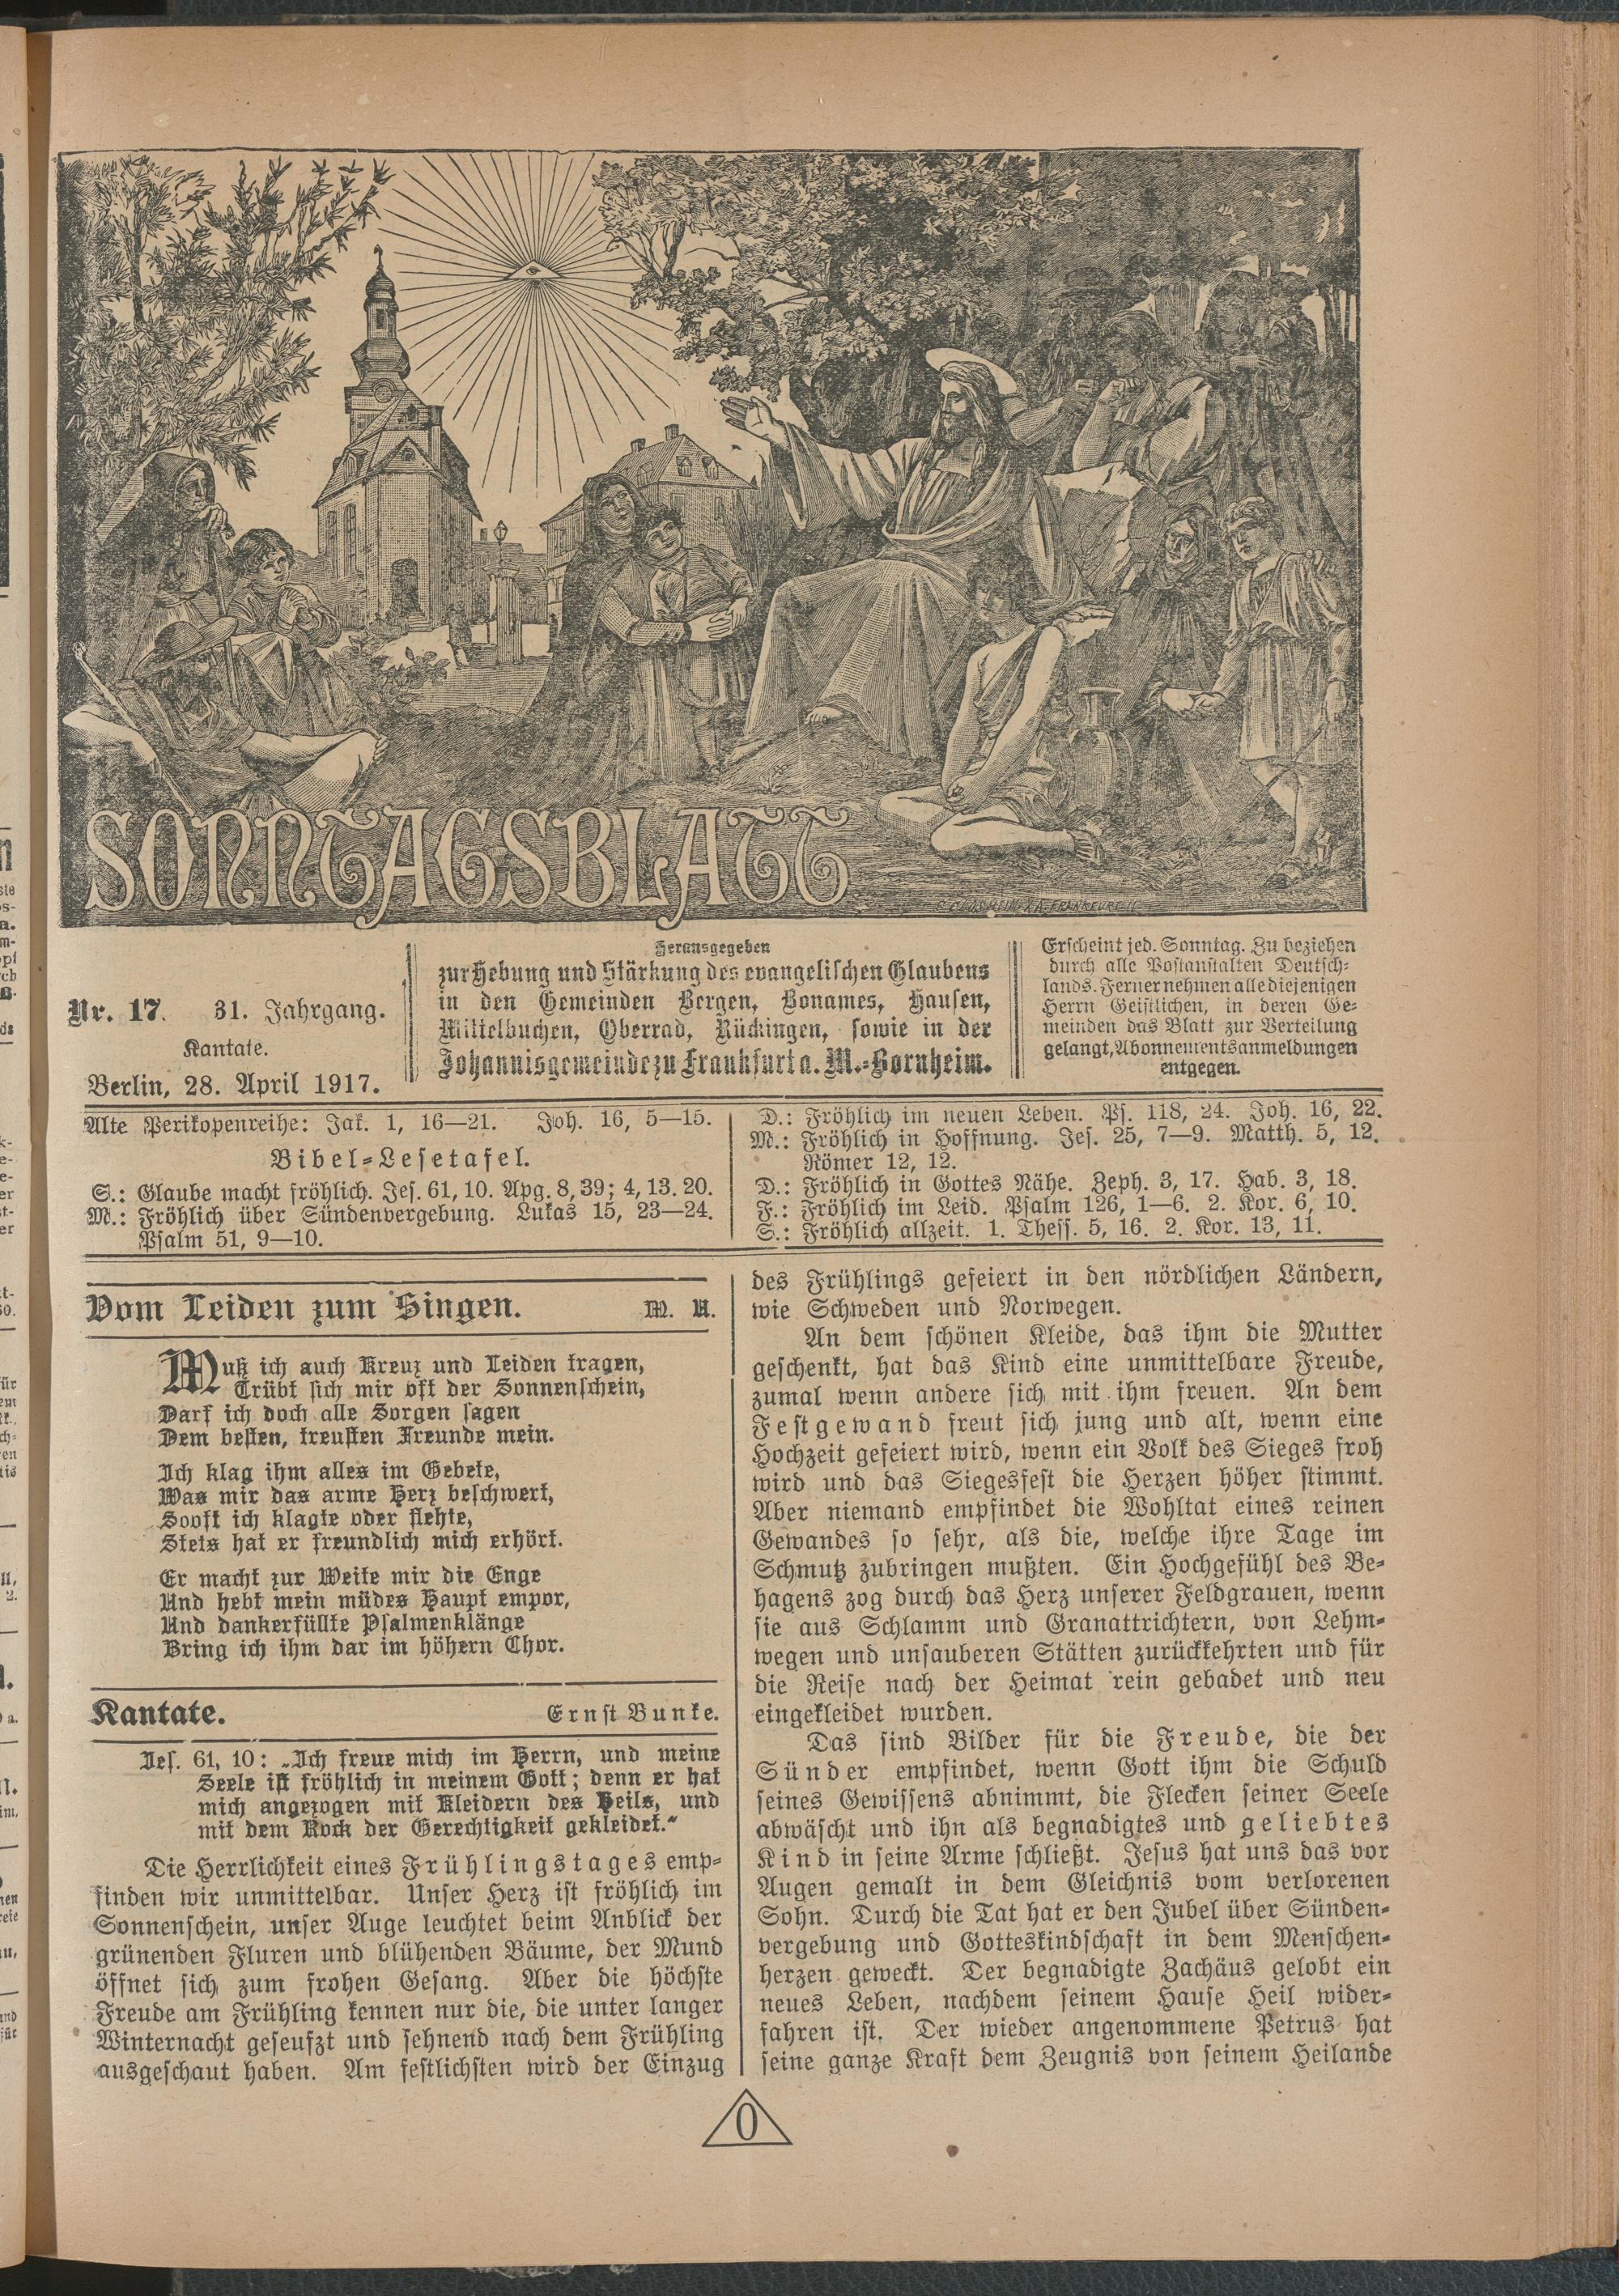 SONNTAGSBLATT
Nr. 17. 31. Jahrgang.
Kantate.
Berlin, 28. April 1917.
Herausgegeben
zur Hebung und Stärkung des evangelischen Glaubens
in den Gemeinden Bergen, Bonames, Hausen,
Mittelbuchen, Oberrad, Rückingen, sowie in der
Johannisgemeinde zu Frankfurt a. M.-Bornheim.
Erscheint jed. Sonntag. Zu beziehen
durch alle Postanstalten Deutsch-
lands. Ferner nehmen alle diejenigen
Herrn Geistlichen, in deren Ge-
meinden das Blatt zur Verteilung
gelangt, Abonnementsanmeldungen
entgegen.
Alte Perikopenreihe: Jak. 1, 16—21. Joh. 16, 5—15.
Bibel-Lesetafel.
S.: Glaube macht fröhlich. Jes. 61, 10. Apg. 8, 39; 4, 13. 20.
M.: Fröhlich über Sündenvergebung. Lukas 15, 23—24.
Psalm 51, 9—10.
D.: Fröhlich im neuen Leben. Ps. 118, 24. Joh. 16, 22.
M.: Fröhlich in Hoffnung. Jes. 25, 7—9. Matth. 5, 12.
Römer 12, 12.
D.: Fröhlich in Gottes Nähe. Zeph. 3, 17. Hab. 3, 18.
F.: Fröhlich im Leid. Psalm 126, 1—6. 2. Kor. 6, 10.
S.: Fröhlich allzeit. 1. Thess. 5, 16. 2. Kor. 13, 11.
Vom Leiden zum Singen. M. U.
Muß ich auch Kreuz und Leiden tragen,
Trübt sich mir oft der Sonnenschein,
Darf ich doch alle Sorgen sagen
Dem besten, treusten Freunde mein.
Ich klag ihm alles im Gebete,
Was mir das arme Herz beschwert,
Sooft ich klagte oder flehte,
Stets hat er freundlich mich erhört.
Er macht zur Weite mir die Enge
Und hebt mein müdes Haupt empor,
Und dankerfüllte Psalmenklänge
Bring ich ihm dar im höhern Chor.
Kantate. Ernst Bunke.
Jes. 61, 10: „Ich freue mich im Herrn, und meine
Seele ist fröhlich in meinem Gott; denn er hat
mich angezogen mit Kleidern des Heils, und
mit dem Rock der Gerechtigkeit gekleidet.“
Die Herrlichkeit eines Frühlingstages emp-
finden wir unmittelbar. Unser Herz ist fröhlich im
Sonnenschein, unser Auge leuchtet beim Anblick der
grünenden Fluren und blühenden Bäume, der Mund
öffnet sich zum frohen Gesang. Aber die höchste
Freude am Frühling kennen nur die, die unter langer
Winternacht geseufzt und sehnend nach dem Frühling
ausgeschaut haben. Am festlichsten wird der Einzug
des Frühlings gefeiert in den nördlichen Ländern,
wie Schweden und Norwegen.
An dem schönen Kleide, das ihm die Mutter
geschenkt, hat das Kind eine unmittelbare Freude,
zumal wenn andere sich mit ihm freuen. An dem
Festgewand freut sich jung und alt, wenn eine
Hochzeit gefeiert wird, wenn ein Volk des Sieges froh
wird und das Siegesfest die Herzen höher stimmt.
Aber niemand empfindet die Wohltat eines reinen
Gewandes so sehr, als die, welche ihre Tage im
Schmutz zubringen mußten. Ein Hochgefühl des Be-
hagens zog durch das Herz unserer Feldgrauen, wenn
sie aus Schlamm und Granattrichtern, von Lehm-
wegen und unsauberen Stätten zurückkehrten und für
die Reise nach der Heimat rein gebadet und neu
eingekleidet wurden.
Das sind Bilder für die Freude, die der
Sünder empfindet, wenn Gott ihm die Schuld
seines Gewissens abnimmt, die Flecken seiner Seele
abwäscht und ihn als begnadigtes und geliebtes
Kind in seine Arme schließt. Jesus hat uns das vor
Augen gemalt in dem Gleichnis vom verlorenen
Sohn. Durch die Tat hat er den Jubel über Sünden-
vergebung und Gotteskindschaft in dem Menschen-
herzen geweckt. Der begnadigte Zachäus gelobt ein
neues Leben, nachdem seinem Hause Heil wider-
fahren ist. Der wieder angenommene Petrus hat
seine ganze Kraft dem Zeugnis von seinem Heilande
0